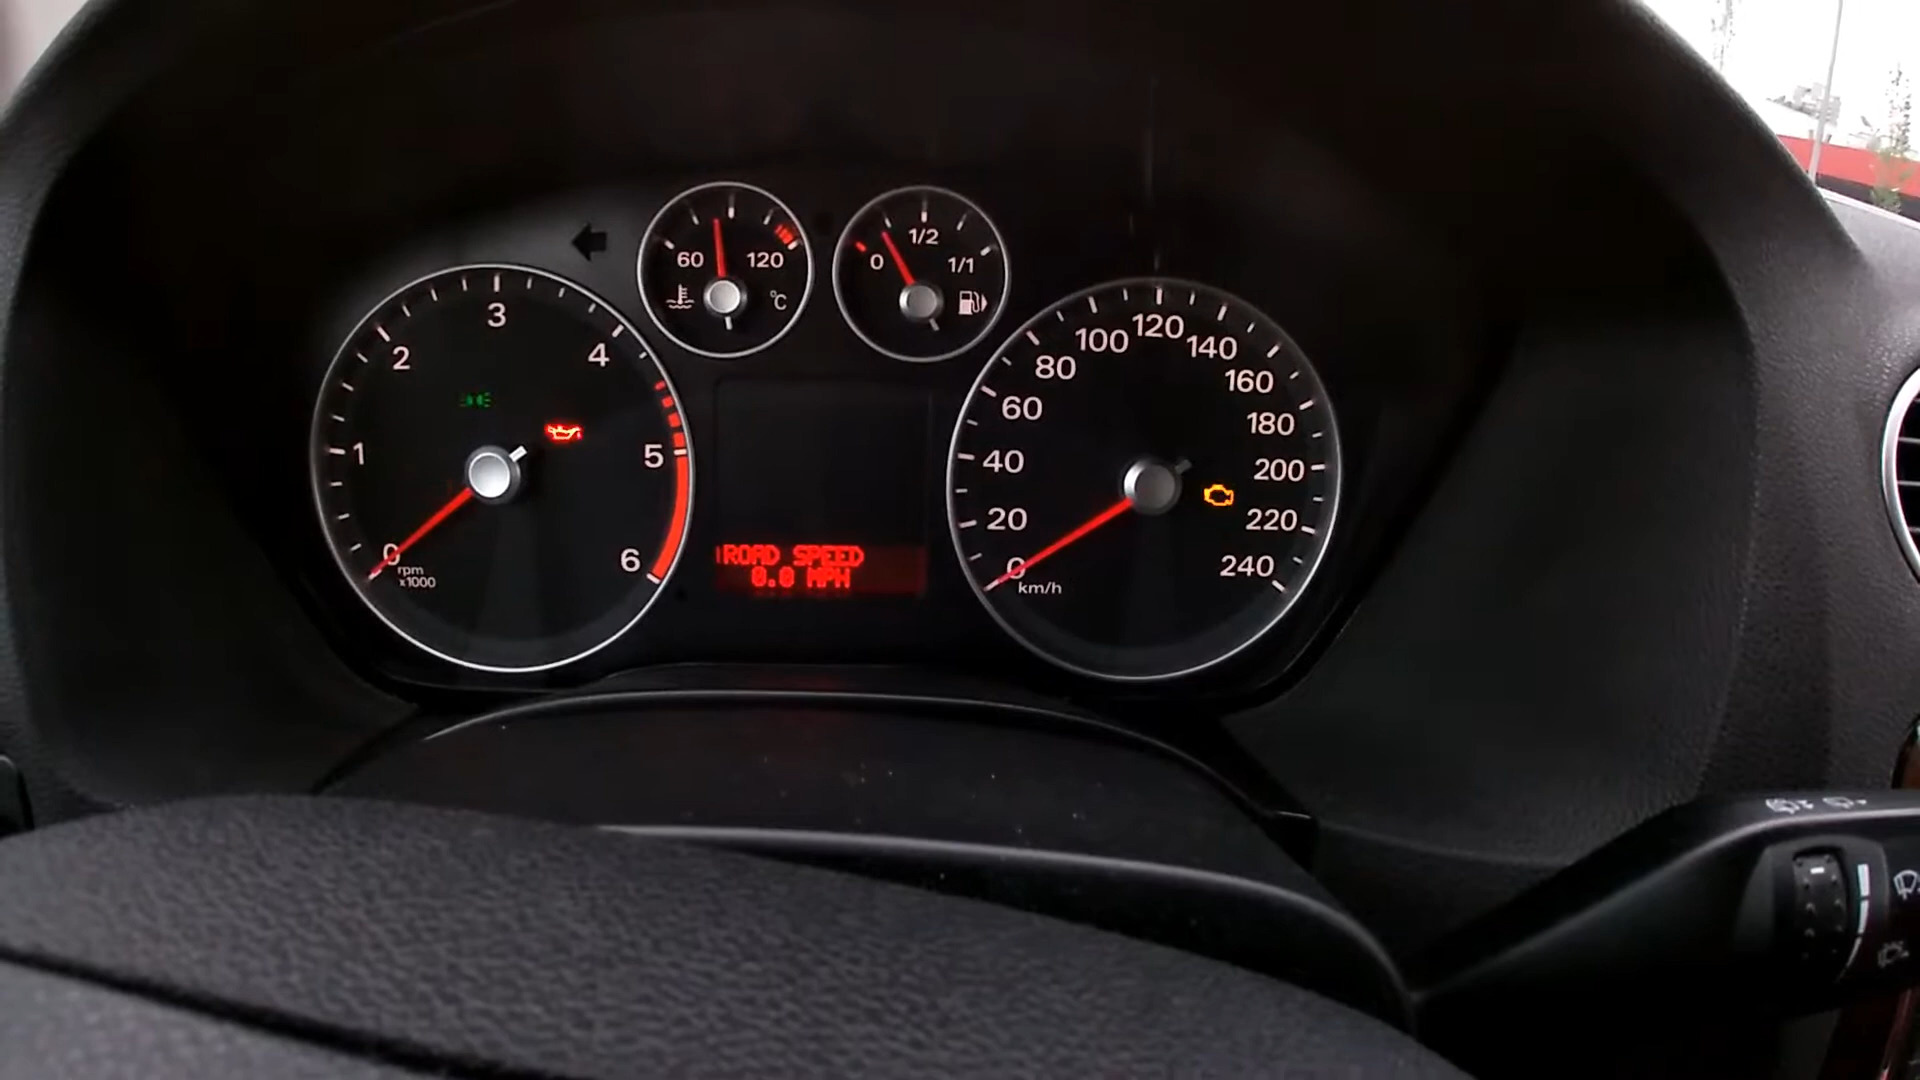 60 120
°C
0 1/2 1/1
0 1 2 3 4 5 6
rpm
x1000
ROAD SPEED
0.0 MPH
0 20 40 60 80 100 120 140 160 180 200 220 240
km/h